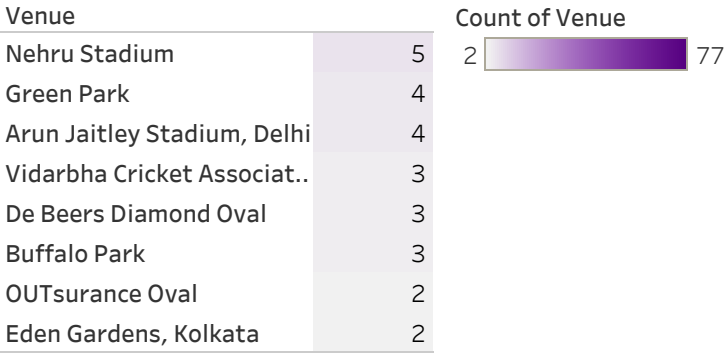 Venue
Nehru Stadium 5
Green Park 4
Arun Jaitley Stadium, Delhi 4
Vidarbha Cricket Associat.. 3
De Beers Diamond Oval 3
Buffalo Park 3
OUTsurance Oval 2
Eden Gardens, Kolkata 2
Count of Venue
2 77